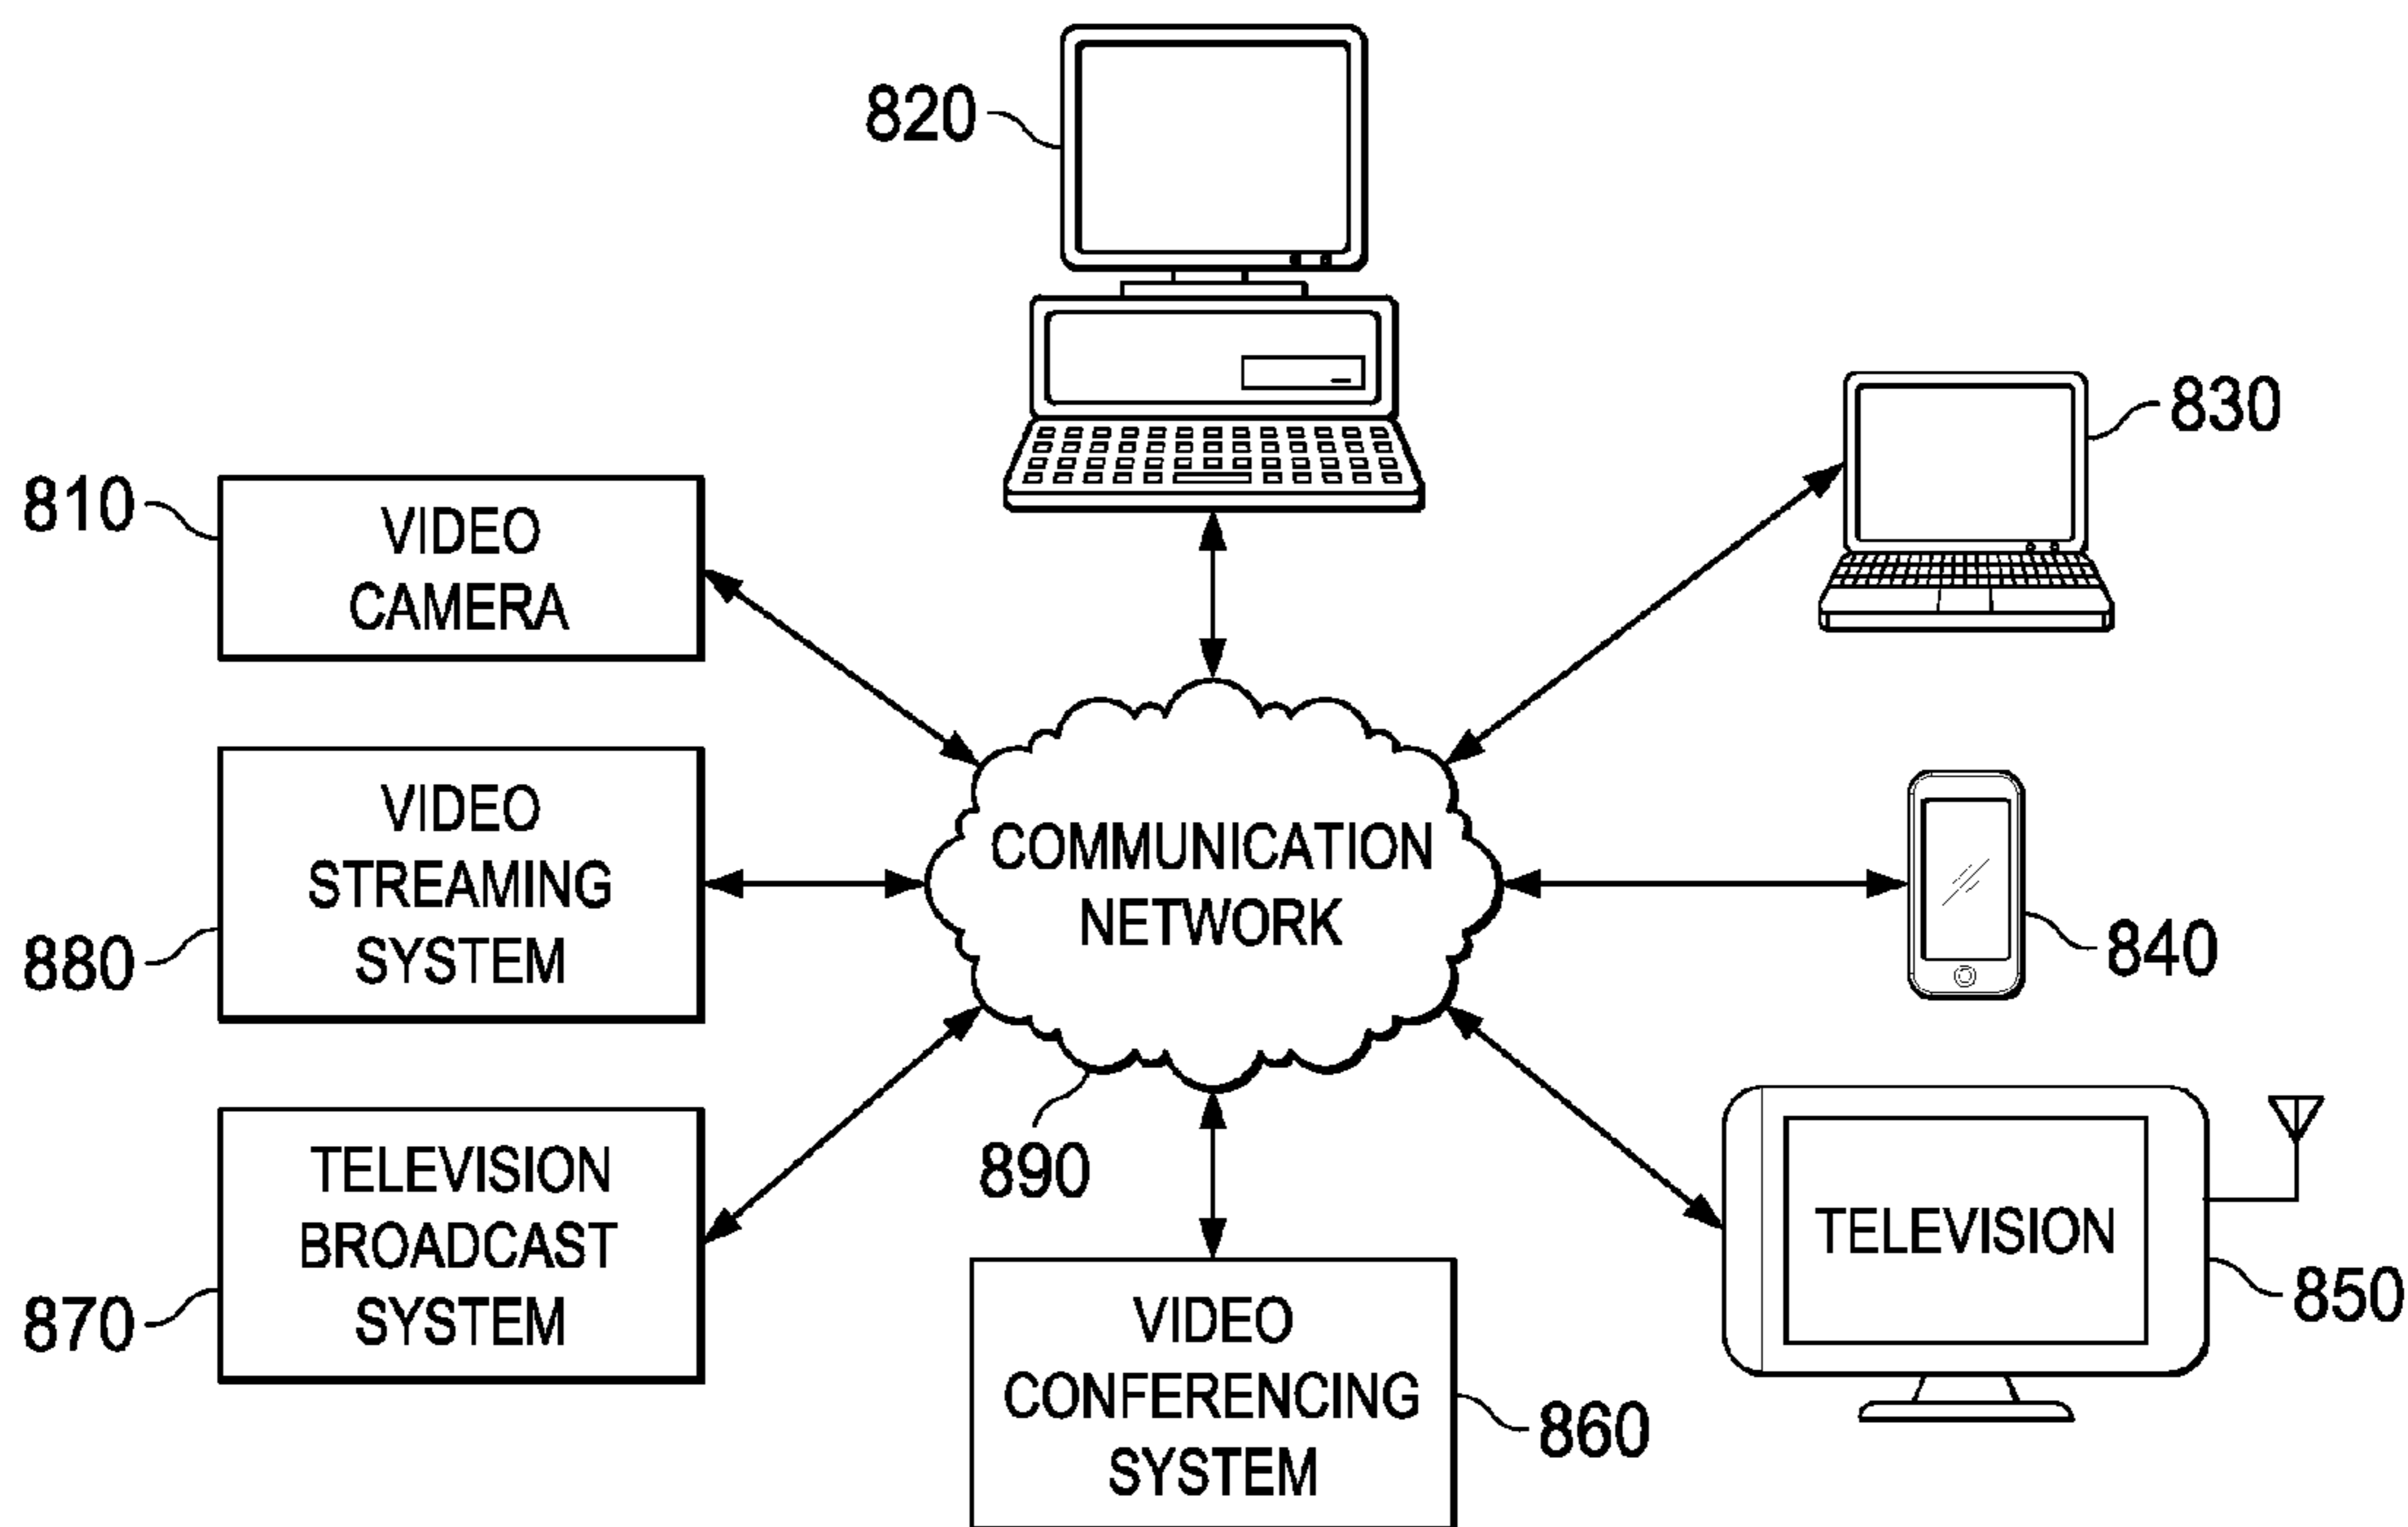 820
830
810
VIDEO
CAMERA
VIDEO
STREAMING
SYSTEM
880
COMMUNICATION
NETWORK
840
890
TELEVISION
BROADCAST
SYSTEM
870
TELEVISION
850
VIDEO
CONFERENCING
SYSTEM
860